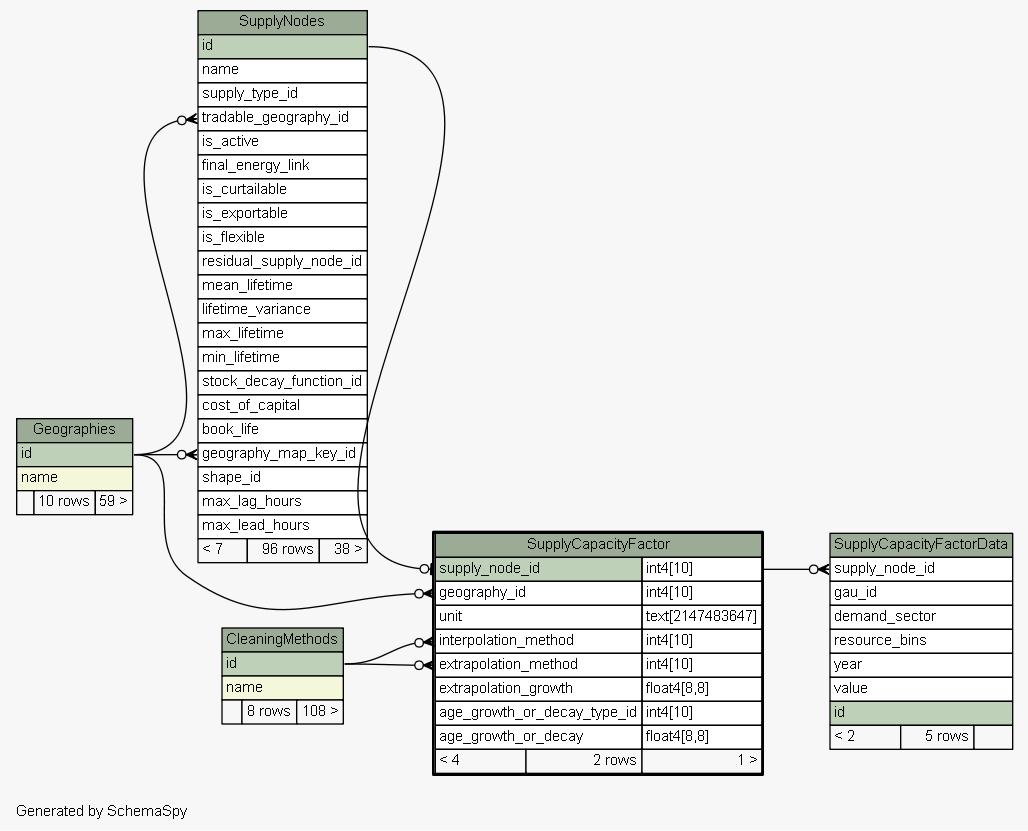 SupplyNodes
id
name
supply_type_id
tradable_geography_id
is_active
final_energy_link
is_curtailable
is_exportable
is_flexible
residual_supply_node_id
mean_lifetime
lifetime_variance
max_lifetime
min_lifetime
stock_decay_function_id
cost_of_capital
book_life
geography_map_key_id
shape_id
max_lag_hours
max_lead_hours
< 7 96 rows 38 >
Geographies
id
name
10 rows 59 >
CleaningMethods
id
name
8 rows 108 >
SupplyCapacityFactor
supply_node_id int4[10]
geography_id int4[10]
unit text[2147483647]
interpolation_method int4[10]
extrapolation_method int4[10]
extrapolation_growth float4[8,8]
age_growth_or_decay_type_id int4[10]
age_growth_or_decay float4[8,8]
< 4 2 rows 1 >
SupplyCapacityFactorData
supply_node_id
gau_id
demand_sector
resource_bins
year
value
id
< 2 5 rows
Generated by SchemaSpy